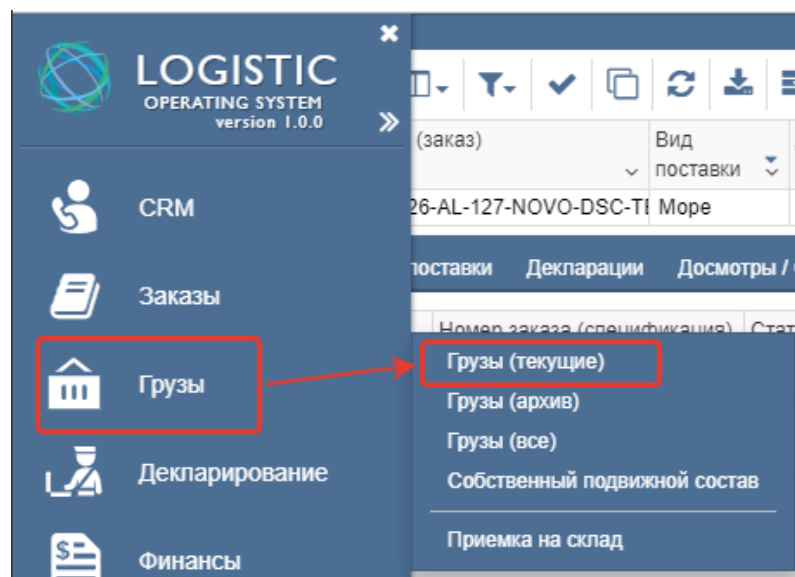 LOGISTIC
OPERATING SYSTEM
version 1.0.0
CRM
Заказы
Грузы
Декларирование
Финансы
(заказ)
Вид
поставки
26-AL-127-NOVO-DSC-TE
Море
поставки Декларации Досмотры /
Номер заказа (спецификация) Стат
Грузы (текущие)
Грузы (архив)
Грузы (все)
Собственный подвижной состав
Приемка на склад